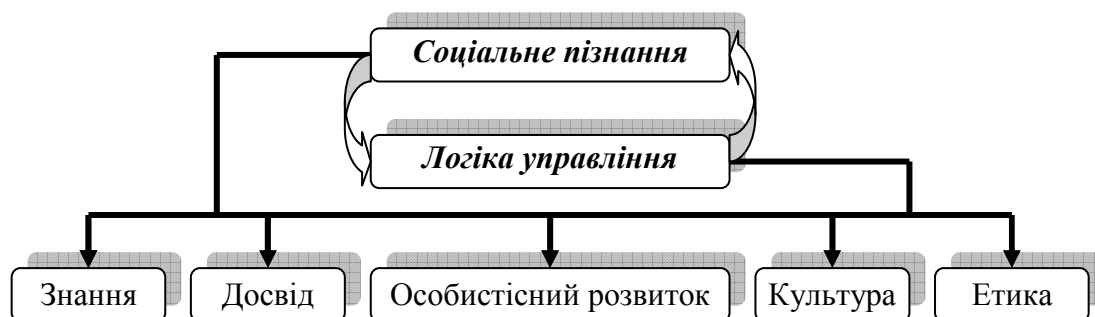 Соціальне пізнання
Логіка управління
Знання
Досвід
Особистісний розвиток
Культура
Етика